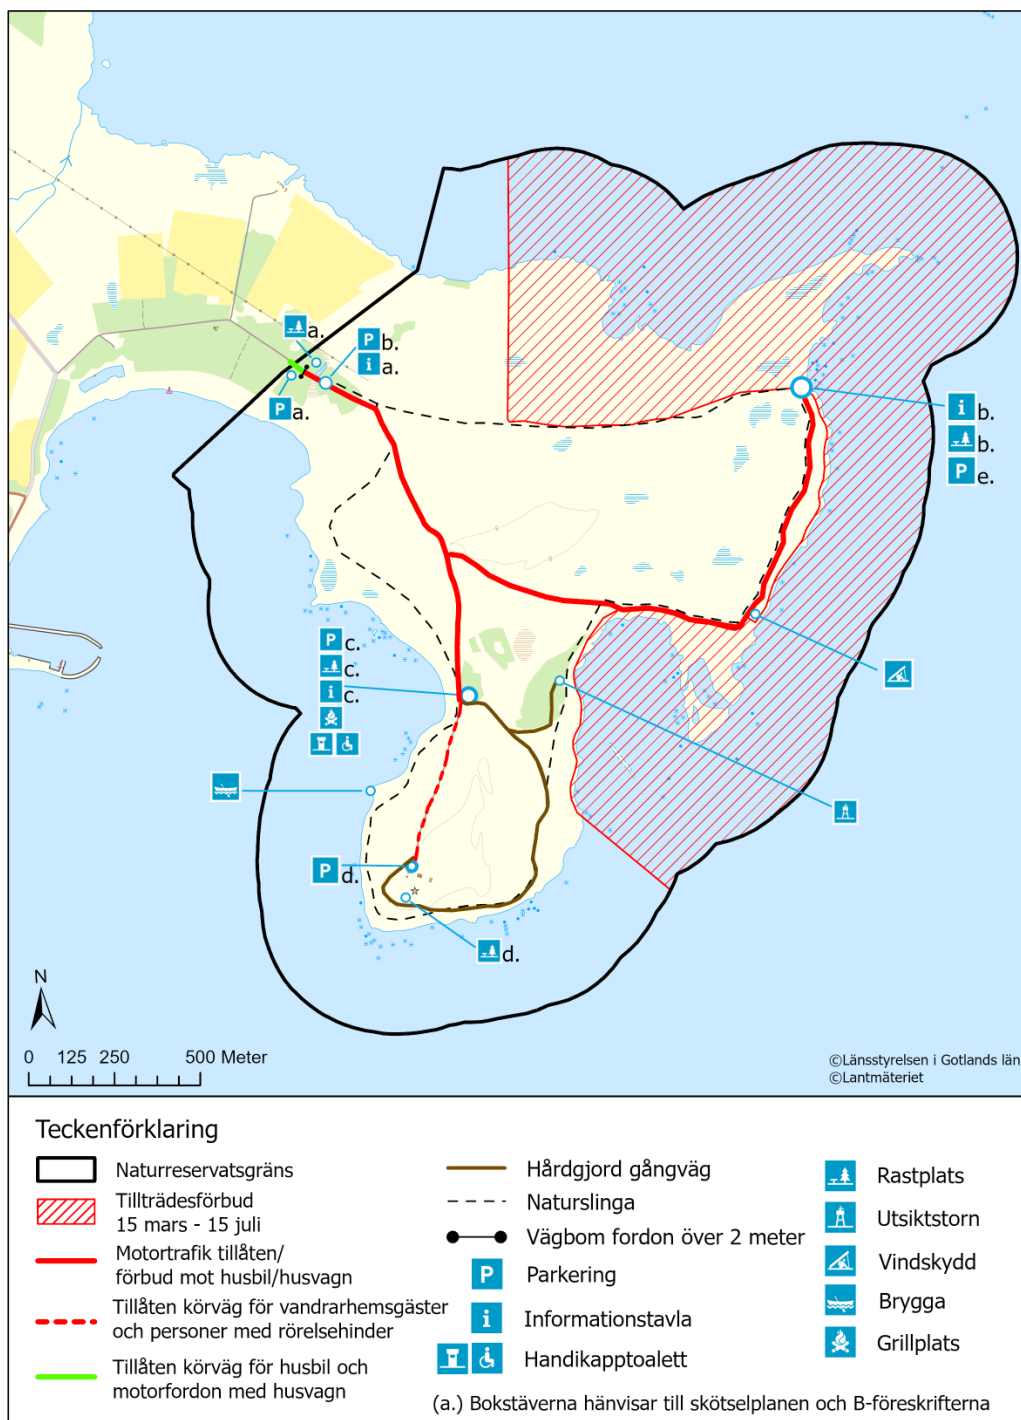 a.
P b.
i a.
P a.
i b.
b.
P e.
P c.
c.
i c.
P d.
d.
N
0 125 250 500 Meter
©Länsstyrelsen i Gotlands län
©Lantmäteriet
Teckenförklaring
Naturreservatsgräns
Tillträdesförbud
15 mars - 15 juli
Motortrafik tillåten/
förbud mot husbil/husvagn
Tillåten körväg för vandrarhemsgäster
och personer med rörelsehinder
Tillåten körväg för husbil och
motorfordon med husvagn
Hårdgjord gångväg
Naturslinga
Vägbom fordon över 2 meter
P Parkering
i Informationstavla
Handikapptoalett
(a.) Bokstäverna hänvisar till skötselplanen och B-föreskrifterna
Rastplats
Utsiktstorn
Vindskydd
Brygga
Grillplats